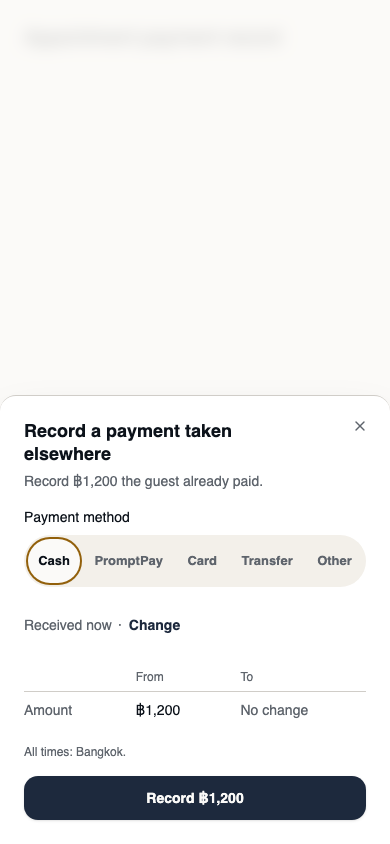 Record a payment taken
elsewhere
Record ฿1,200 the guest already paid.
Payment method
Cash PromptPay Card Transfer Other
Received now · Change
From To
Amount ฿1,200 No change
All times: Bangkok.
Record ฿1,200